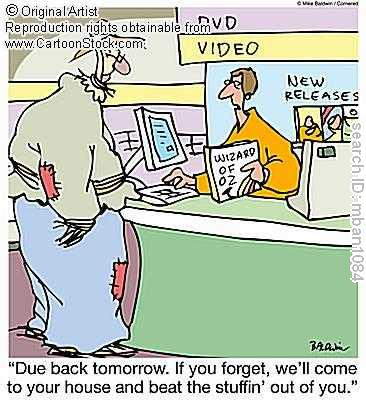 © Original Artist
Reproduction rights obtainable from
www.CartoonStock.com
© Mike Baldwin / Cornered
DVD
VIDEO
NEW
RELEASES
WIZARD
OF
OZ
search ID: mban1084
BALDWIN
“Due back tomorrow. If you forget, we’ll come
to your house and beat the stuffin’ out of you.”